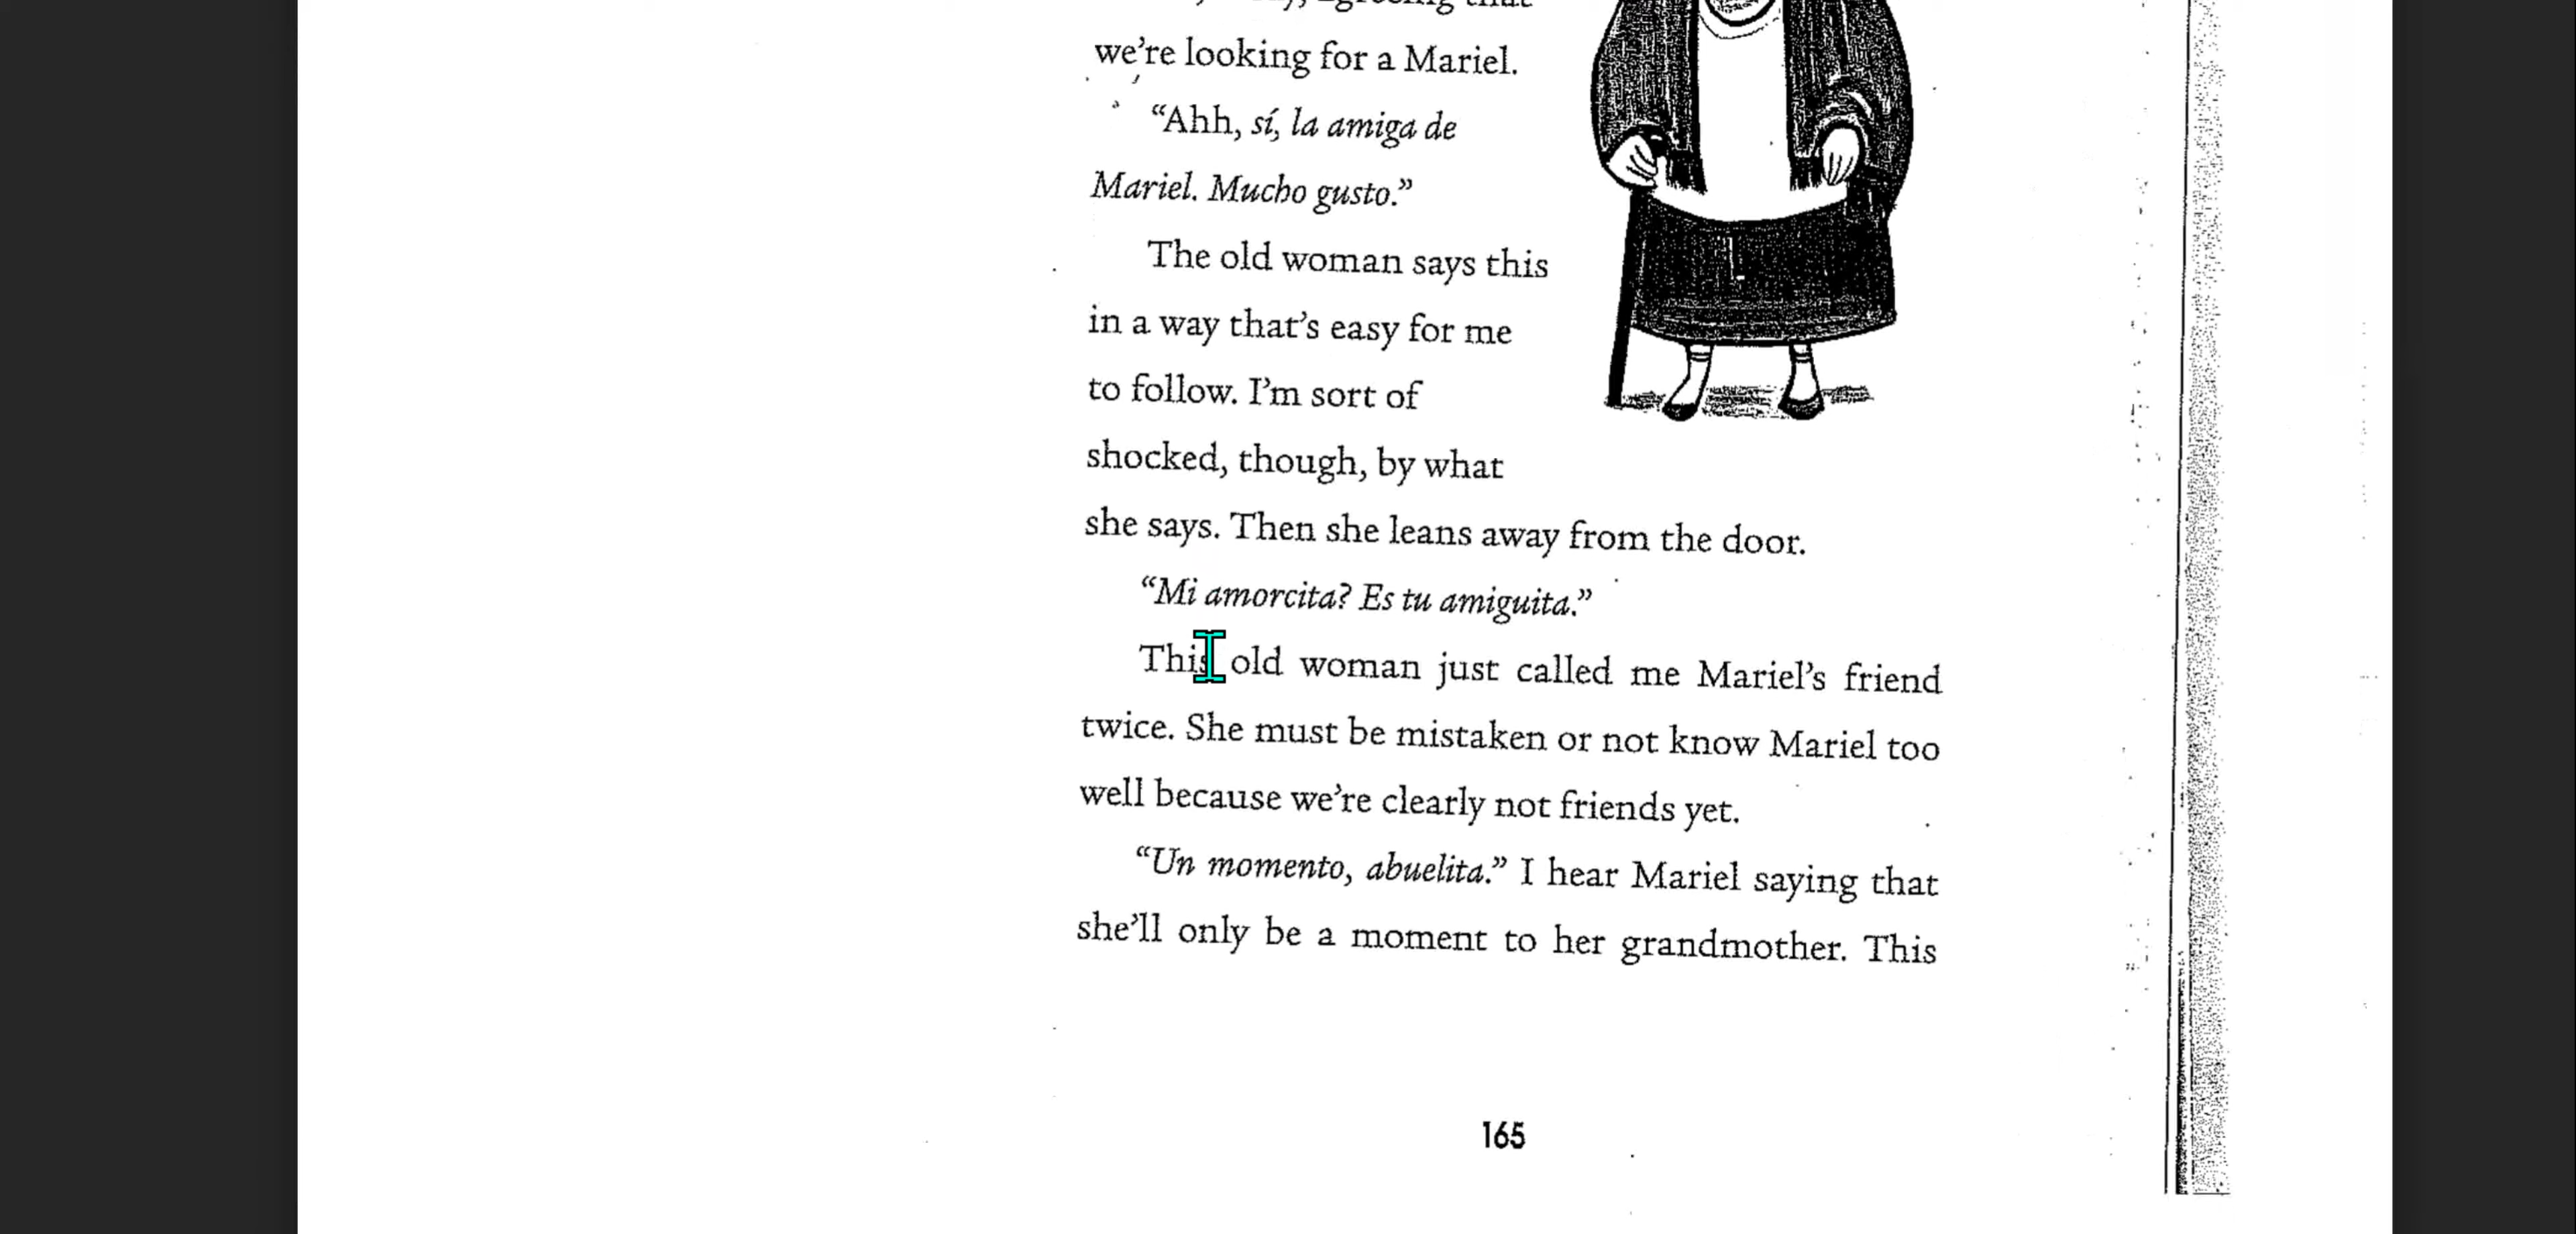 we're looking for a Mariel.
“Ahh, sí, la amiga de
Mariel. Mucho gusto.”
The old woman says this
in a way that's easy for me
to follow. I'm sort of
shocked, though, by what
she says. Then she leans away from the door.
“Mi amorcita? Es tu amiguita.”
This old woman just called me Mariel's friend
twice. She must be mistaken or not know Mariel too
well because we're clearly not friends yet.
“Un momento, abuelita.” I hear Mariel saying that
she'll only be a moment to her grandmother. This
165